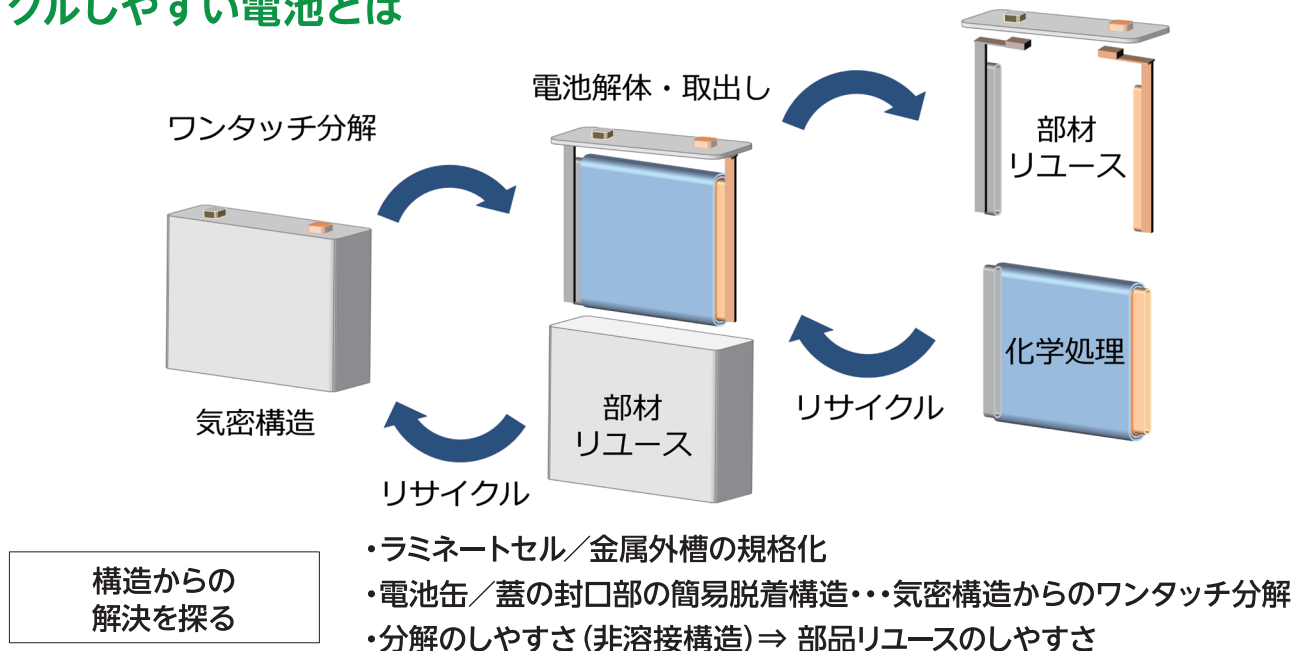 クルしやすい電池とは
ワンタッチ分解
電池解体・取出し
部材
リユース
気密構造
部材
リユース
リサイクル
リサイクル
化学処理
構造からの
解決を探る
・ラミネートセル／金属外槽の規格化
・電池缶／蓋の封口部の簡易脱着構造・・・気密構造からのワンタッチ分解
・分解のしやすさ（非溶接構造）⇒ 部品リユースのしやすさ